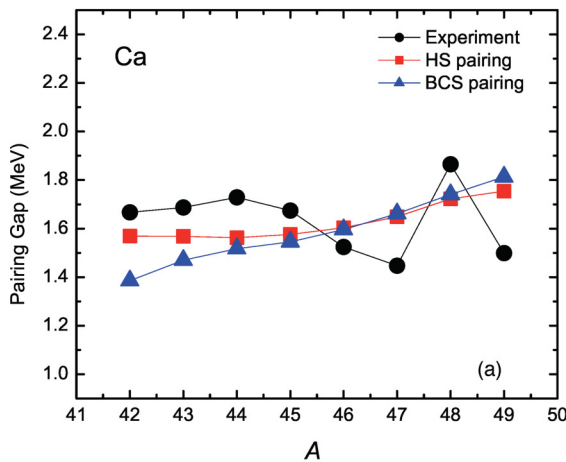 2.4
2.2
2.0
1.8
1.6
1.4
1.2
1.0
Pairing Gap (MeV)
Ca
Experiment
HS pairing
BCS pairing
(a)
41 42 43 44 45 46 47 48 49 50
A